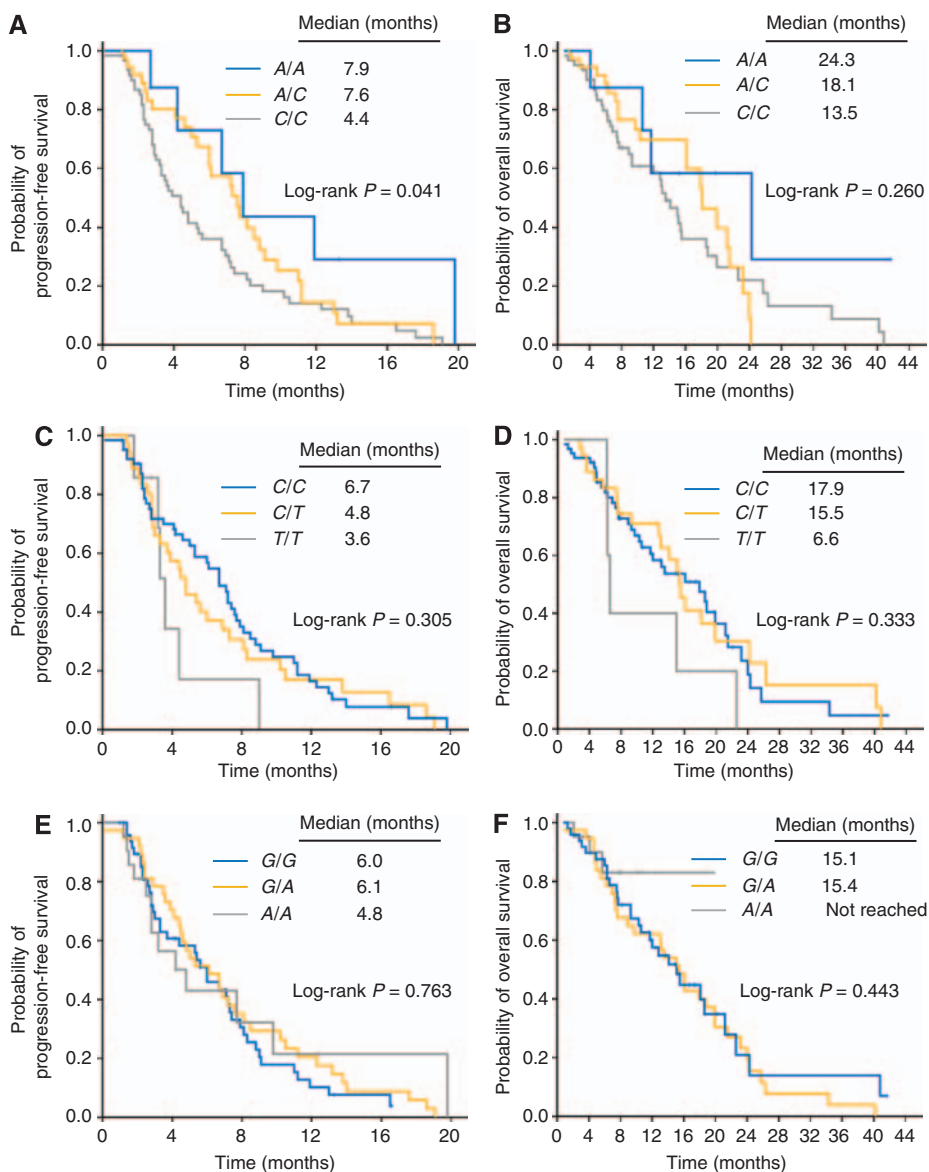 A
Median (months)
A/A 7.9
A/C 7.6
C/C 4.4
Log-rank P = 0.041
Probability of
progression-free survival
1.0
0.8
0.6
0.4
0.2
0.0
0 4 8 12 16 20
Time (months)
B
Median (months)
A/A 24.3
A/C 18.1
C/C 13.5
Log-rank P = 0.260
Probability of overall survival
1.0
0.8
0.6
0.4
0.2
0.0
0 4 8 12 16 20 24 28 32 36 40 44
Time (months)
C
Median (months)
C/C 6.7
C/T 4.8
T/T 3.6
Log-rank P = 0.305
Probability of
progression-free survival
1.0
0.8
0.6
0.4
0.2
0.0
0 4 8 12 16 20
Time (months)
D
Median (months)
C/C 17.9
C/T 15.5
T/T 6.6
Log-rank P = 0.333
Probability of overall survival
1.0
0.8
0.6
0.4
0.2
0.0
0 4 8 12 16 20 24 28 32 36 40 44
Time (months)
E
Median (months)
G/G 6.0
G/A 6.1
A/A 4.8
Log-rank P = 0.763
Probability of
progression-free survival
1.0
0.8
0.6
0.4
0.2
0.0
0 4 8 12 16 20
Time (months)
F
Median (months)
G/G 15.1
G/A 15.4
A/A Not reached
Log-rank P = 0.443
Probability of overall survival
1.0
0.8
0.6
0.4
0.2
0.0
0 4 8 12 16 20 24 28 32 36 40 44
Time (months)